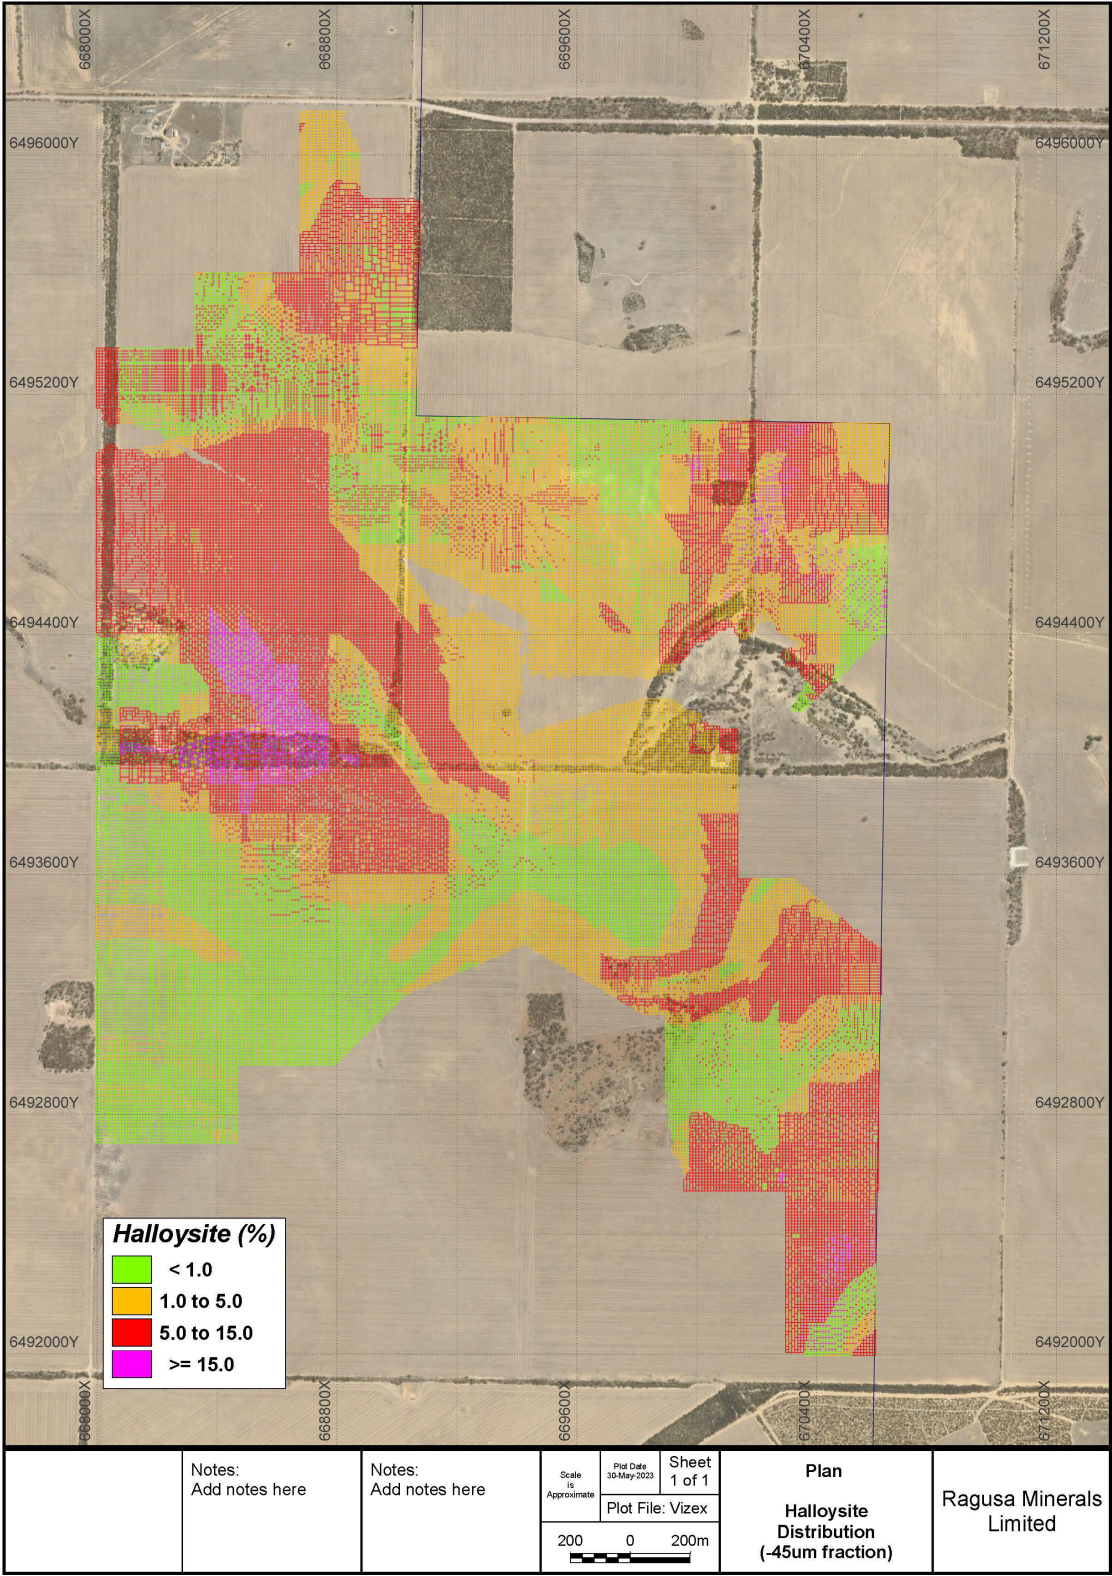 668000X
668800X
669600X
670400X
671200X
6496000Y
6496000Y
6495200Y
6495200Y
6494400Y
6494400Y
6493600Y
6493600Y
6492800Y
6492800Y
6492000Y
6492000Y
Halloysite (%)
< 1.0
1.0 to 5.0
5.0 to 15.0
>= 15.0
668000X
668800X
669600X
670400X
671200X
Notes:
Add notes here
Notes:
Add notes here
Scale
is
Approximate
Plot Date
30-May-2023
Sheet
1 of 1
Plot File: Vizex
200 0 200m
Plan
Halloysite
Distribution
(-45um fraction)
Ragusa Minerals
Limited